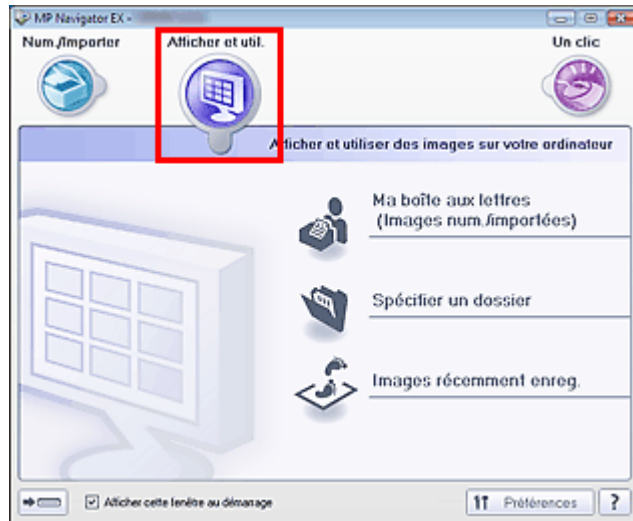 MP Navigator EX -
Num./Importer
Afficher et util.
Un clic
Afficher et utiliser des images sur votre ordinateur
Ma boîte aux lettres
(Images num./importées)
Spécifier un dossier
Images récemment enreg.
Afficher cette fenêtre au démarrage
Préférences
?